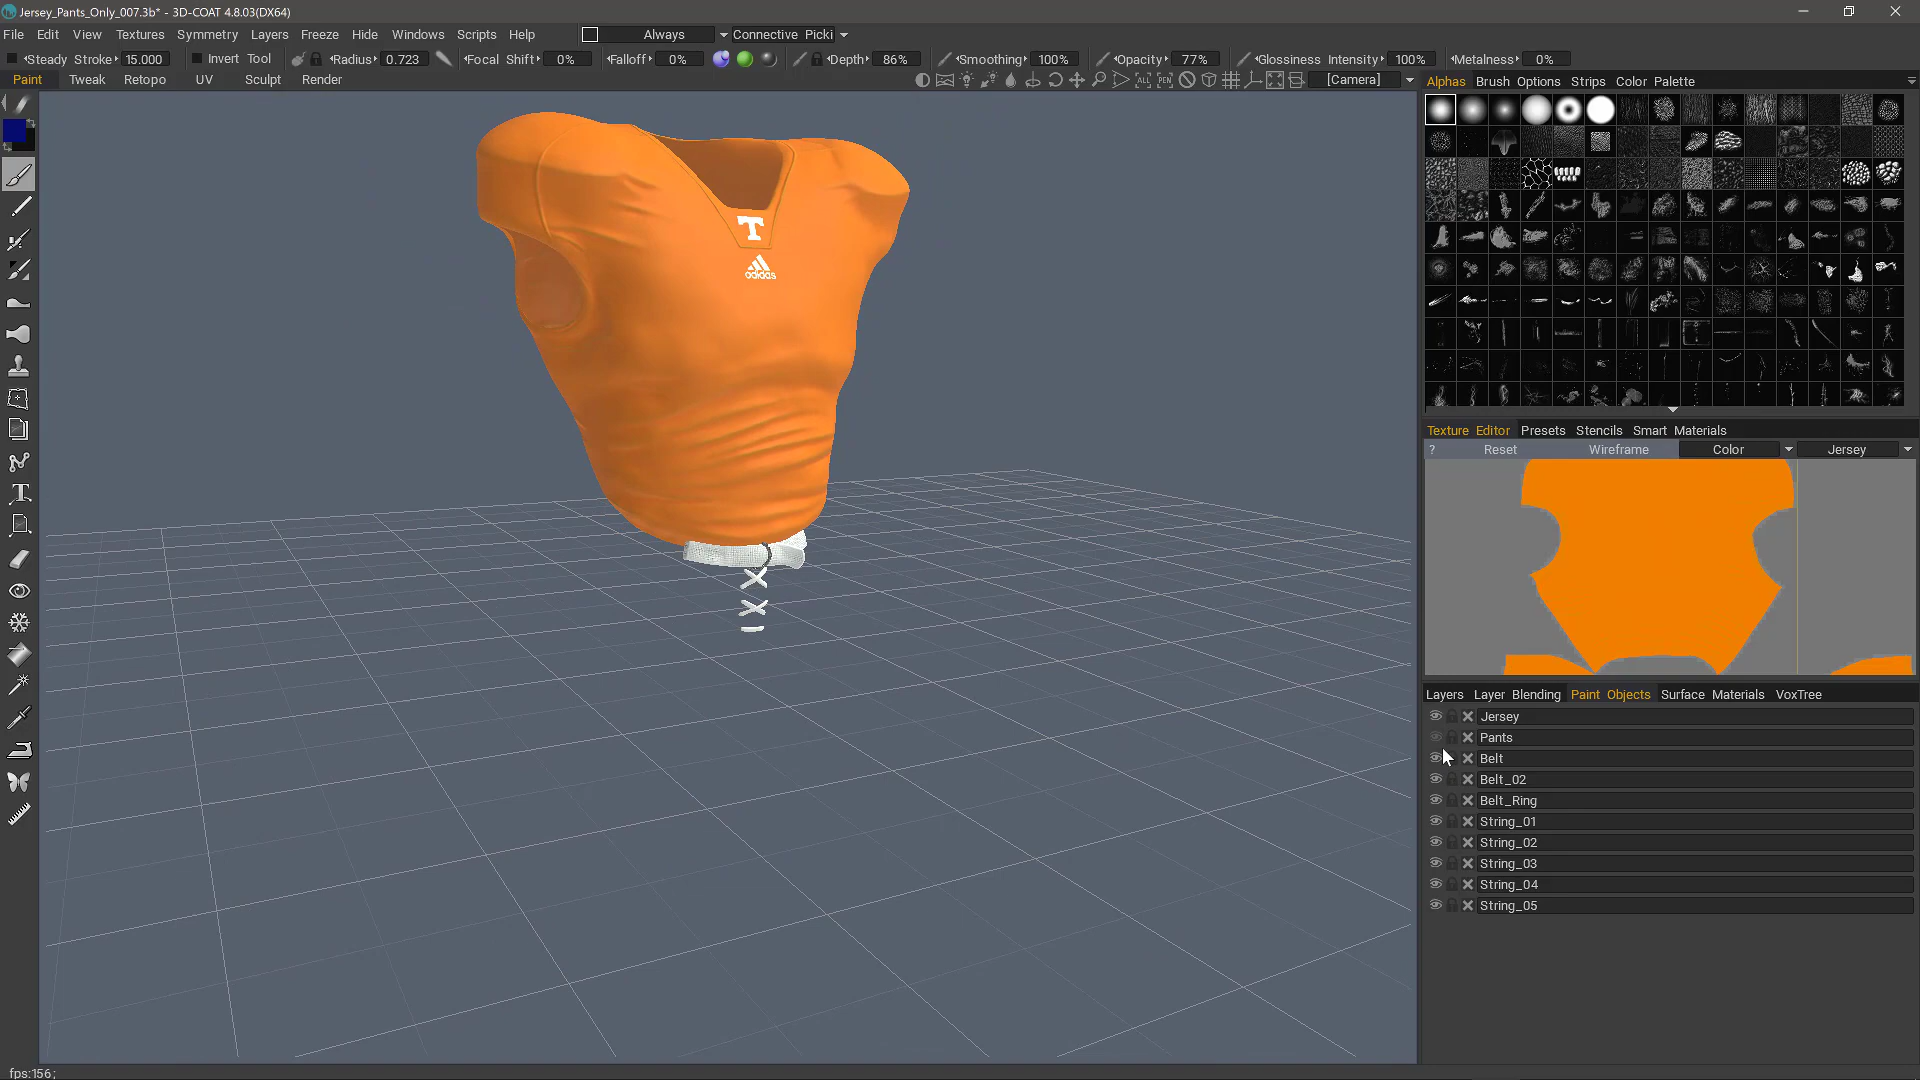 Jersey_Pants_Only_007.3b* - 3D-COAT 4.8.03(DX64)
File Edit View Textures Symmetry Layers Freeze Hide Windows Scripts Help Always Connective Picki
Steady Stroke 15.000 Invert Tool Radius 0.723 Focal Shift 0% Falloff 0% Depth 86% Smoothing 100% Opacity 77% Glossiness Intensity 100% Metalness 0%
Paint Tweak Retopo UV Sculpt Render [Camera]
Alphas Brush Options Strips Color Palette
T
adidas
Texture Editor Presets Stencils Smart Materials
? Reset Wireframe Color Jersey
Layers Layer Blending Paint Objects Surface Materials VoxTree
Jersey
Pants
Belt
Belt_02
Belt_Ring
String_01
String_02
String_03
String_04
String_05
fps:156;